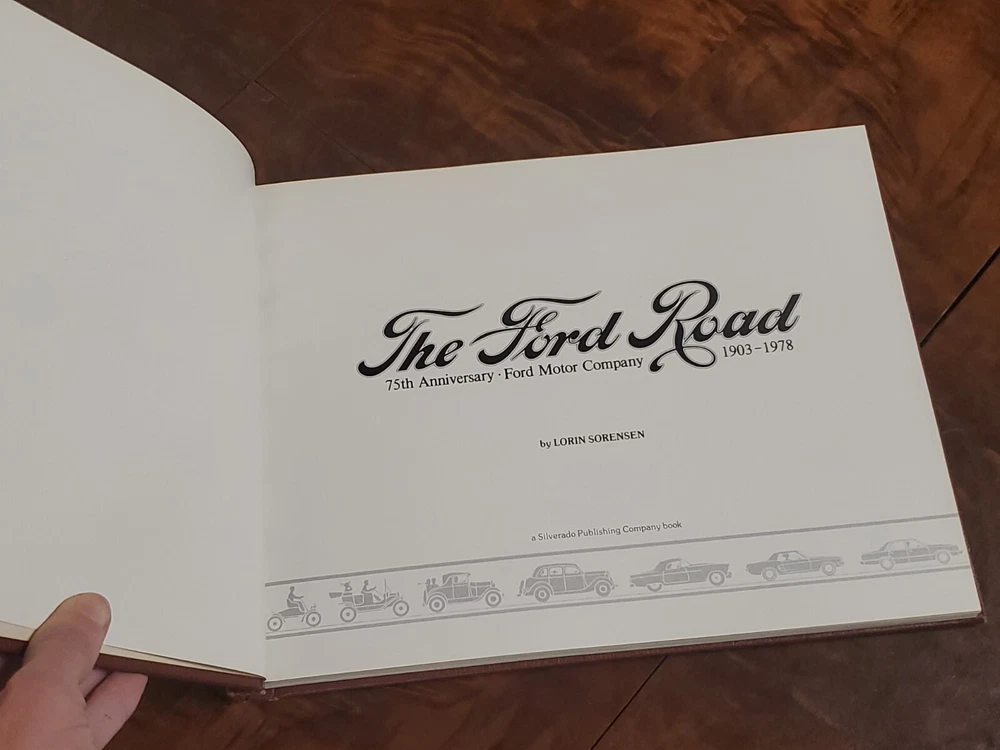 The Ford Road
75th Anniversary · Ford Motor Company 1903–1978
by LORIN SORENSEN
a Silverado Publishing Company book